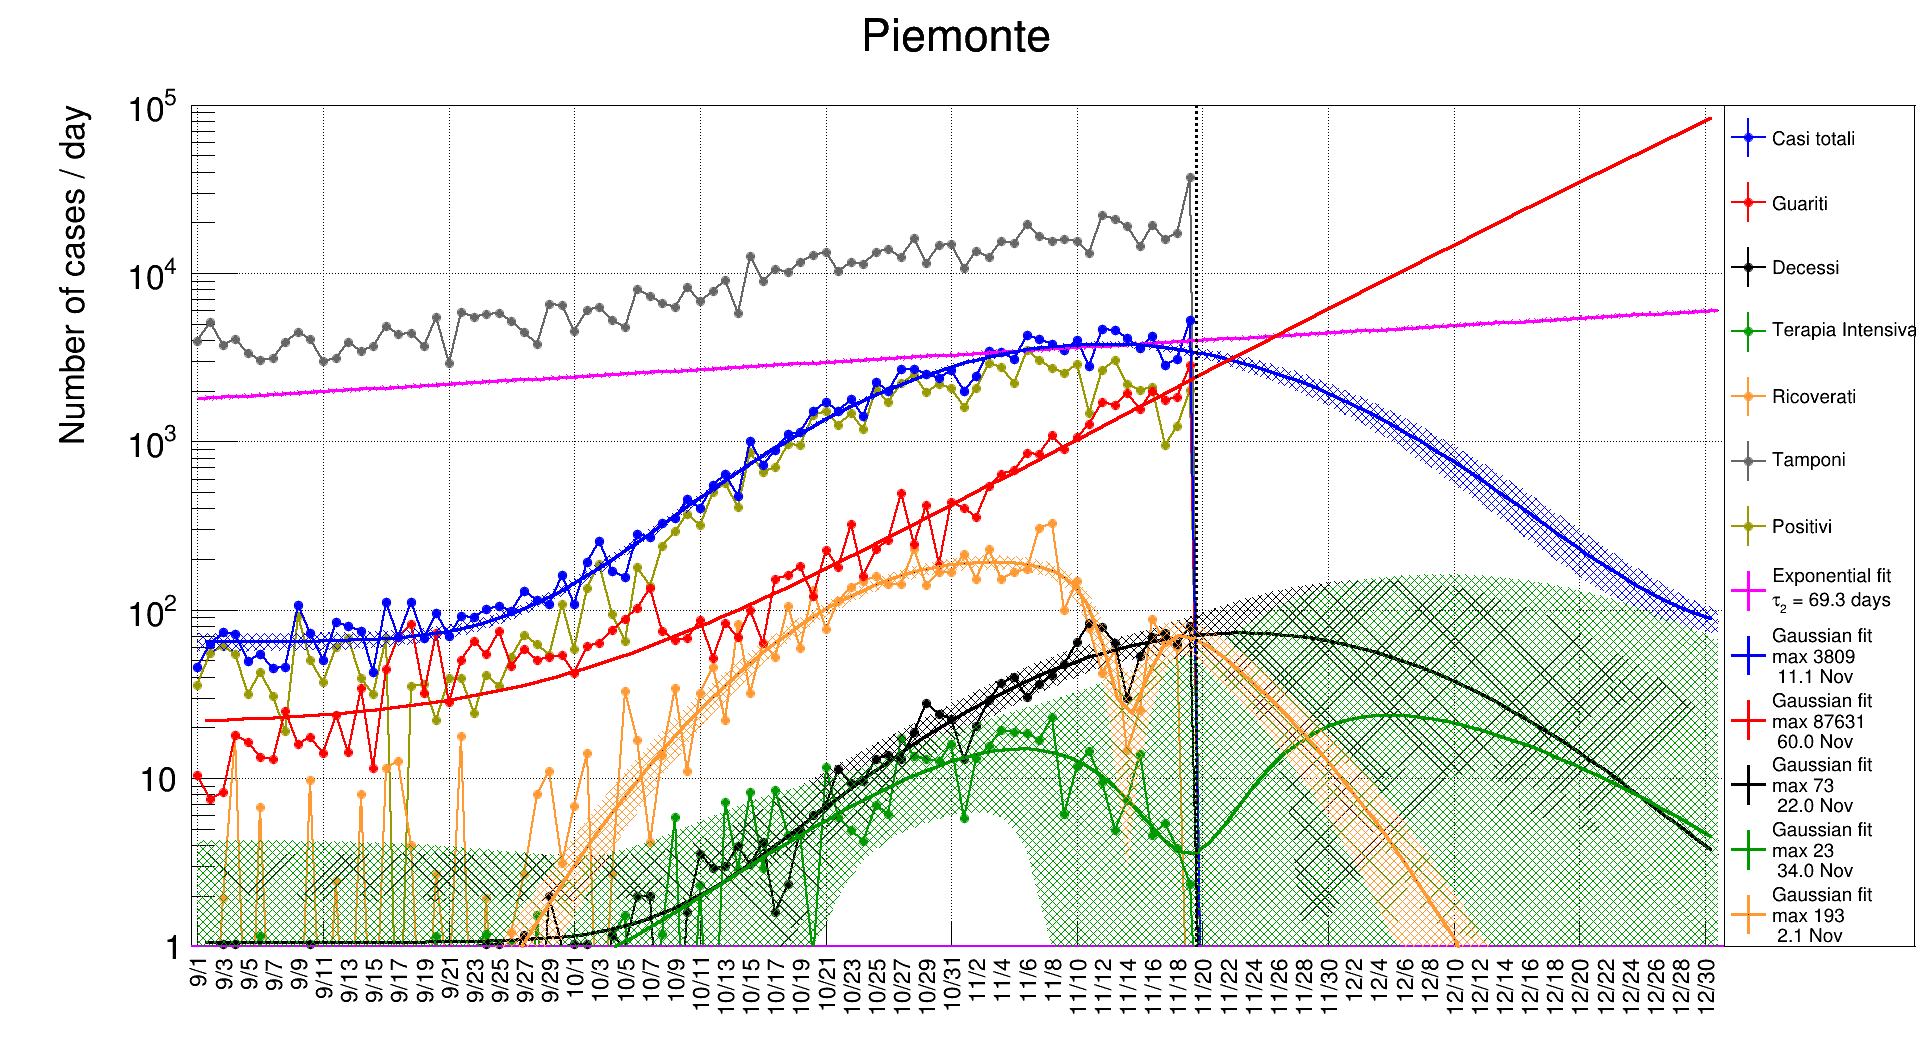 Piemonte
Number of cases / day
10^5
10^4
10^3
10^2
10
1
9/1 9/3 9/5 9/7 9/9 9/11 9/13 9/15 9/17 9/19 9/21 9/23 9/25 9/27 9/29 10/1 10/3 10/5 10/7 10/9 10/11 10/13 10/15 10/17 10/19 10/21 10/23 10/25 10/27 10/29 10/31 11/2 11/4 11/6 11/8 11/10 11/12 11/14 11/16 11/18 11/20 11/22 11/24 11/26 11/28 11/30 12/2 12/4 12/6 12/8 12/10 12/12 12/14 12/16 12/18 12/20 12/22 12/24 12/26 12/28 12/30
Casi totali
Guariti
Decessi
Terapia Intensiva
Ricoverati
Tamponi
Positivi
Exponential fit
τ₂ = 69.3 days
Gaussian fit
max 3809
11.1 Nov
Gaussian fit
max 87631
60.0 Nov
Gaussian fit
max 73
22.0 Nov
Gaussian fit
max 23
34.0 Nov
Gaussian fit
max 193
2.1 Nov